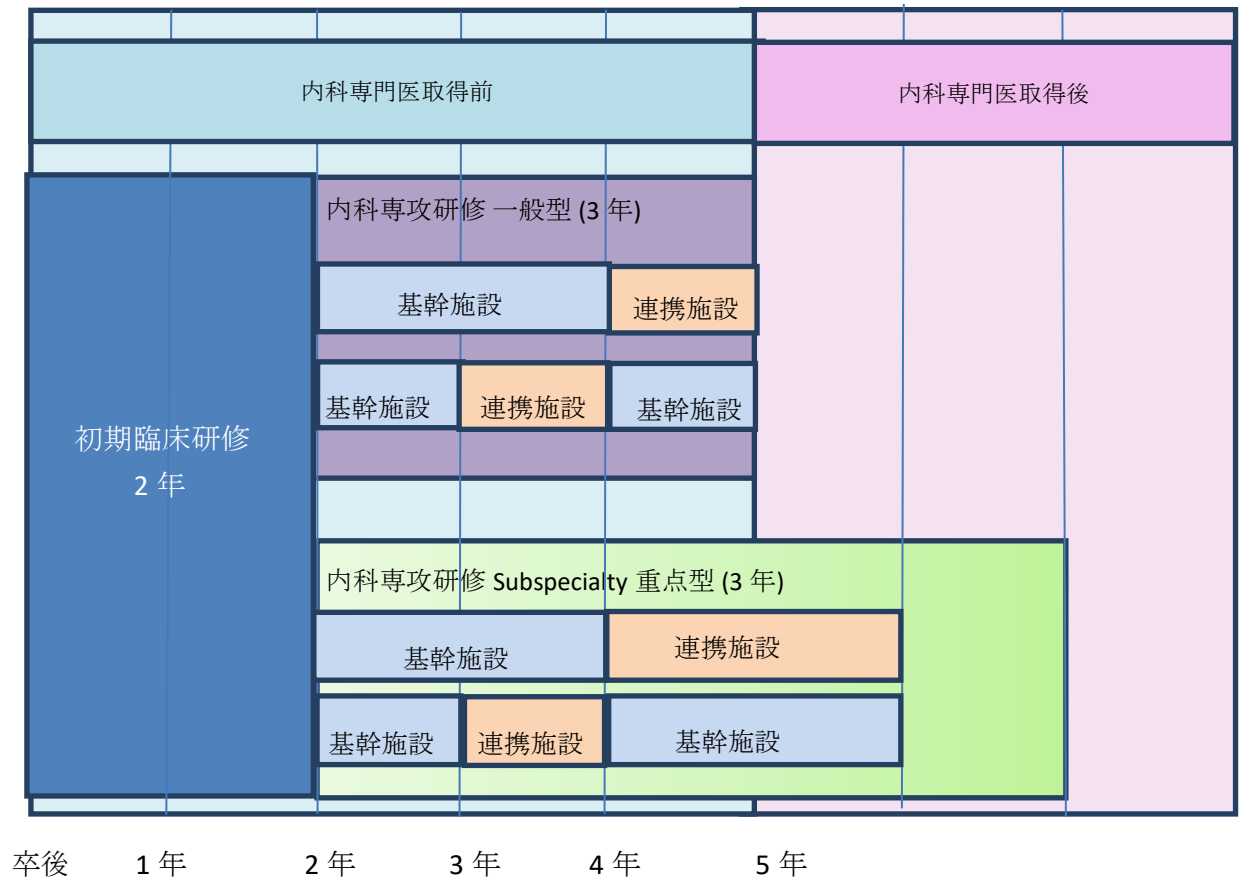 内科専門医取得前
内科専門医取得後
内科専攻研修 一般型 (3 年)
基幹施設
連携施設
基幹施設
連携施設
基幹施設
初期臨床研修
2 年
内科専攻研修 Subspecialty 重点型 (3 年)
基幹施設
連携施設
基幹施設
連携施設
基幹施設
卒後 1 年 2 年 3 年 4 年 5 年